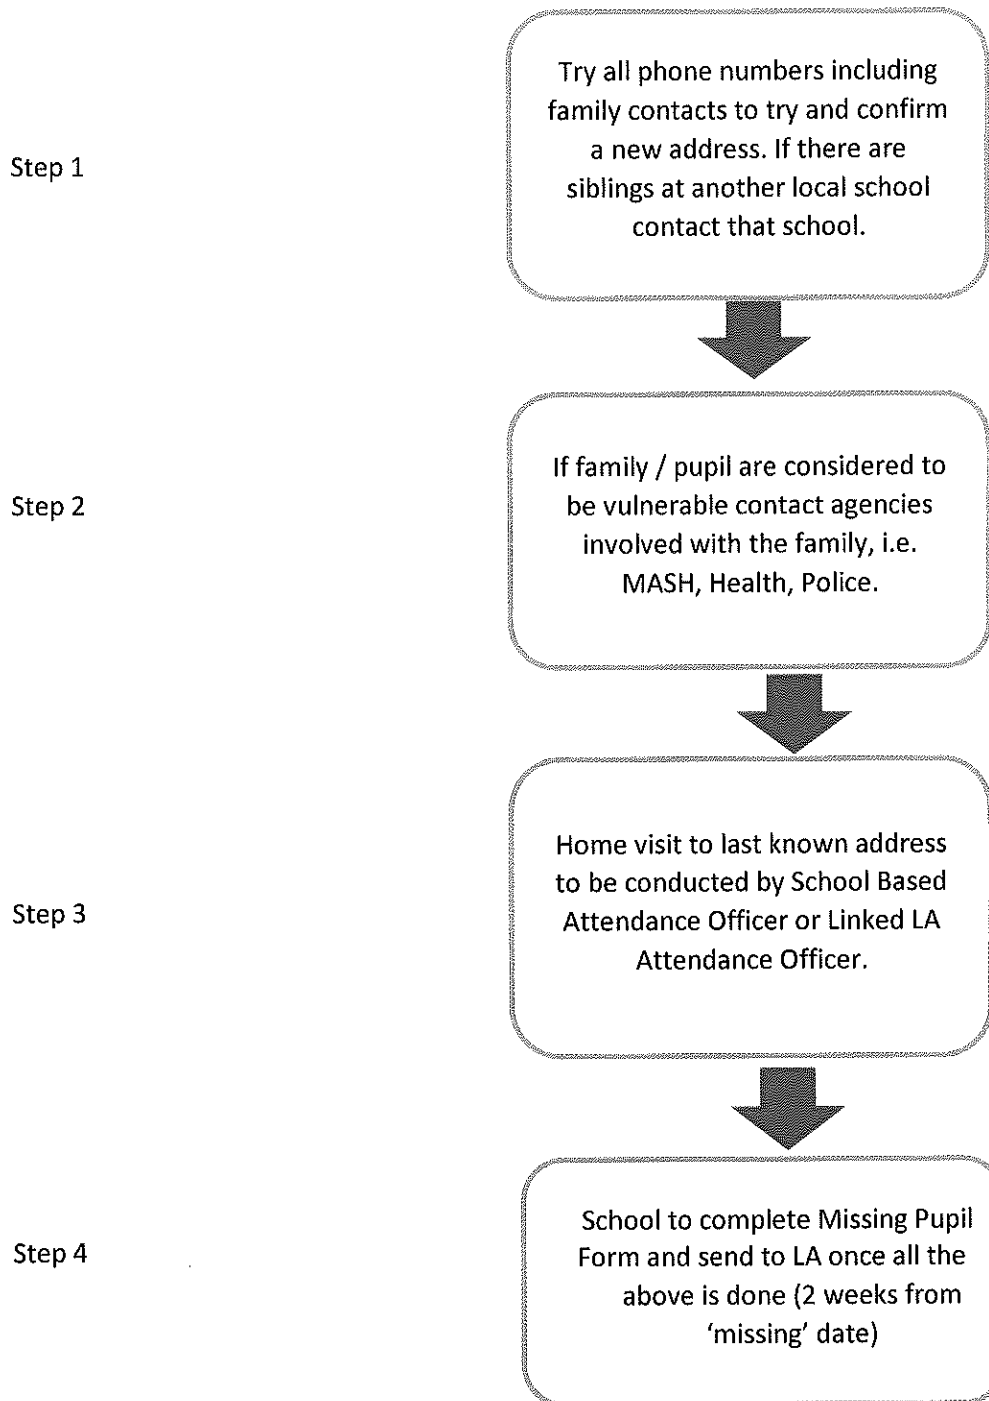 Step 1
Try all phone numbers including
family contacts to try and confirm
a new address. If there are
siblings at another local school
contact that school.
Step 2
If family / pupil are considered to
be vulnerable contact agencies
involved with the family, i.e.
MASH, Health, Police.
Step 3
Home visit to last known address
to be conducted by School Based
Attendance Officer or Linked LA
Attendance Officer.
Step 4
School to complete Missing Pupil
Form and send to LA once all the
above is done (2 weeks from
‘missing’ date)